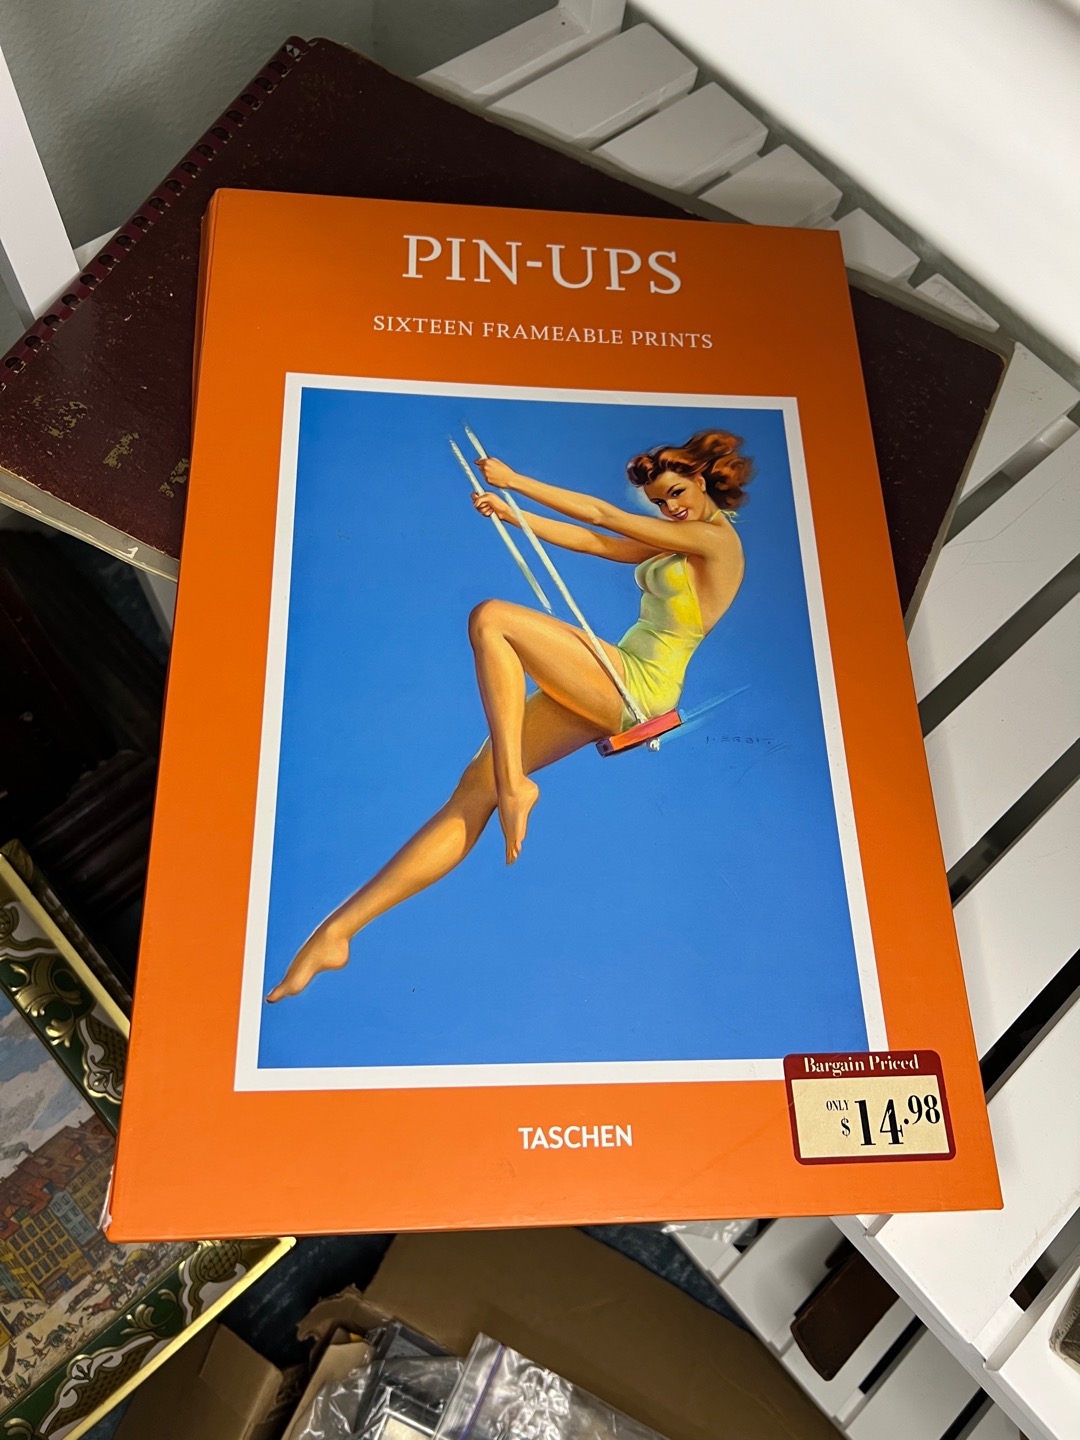 PIN-UPS
SIXTEEN FRAMEABLE PRINTS
TASCHEN
Bargain Priced
ONLY
$14.98